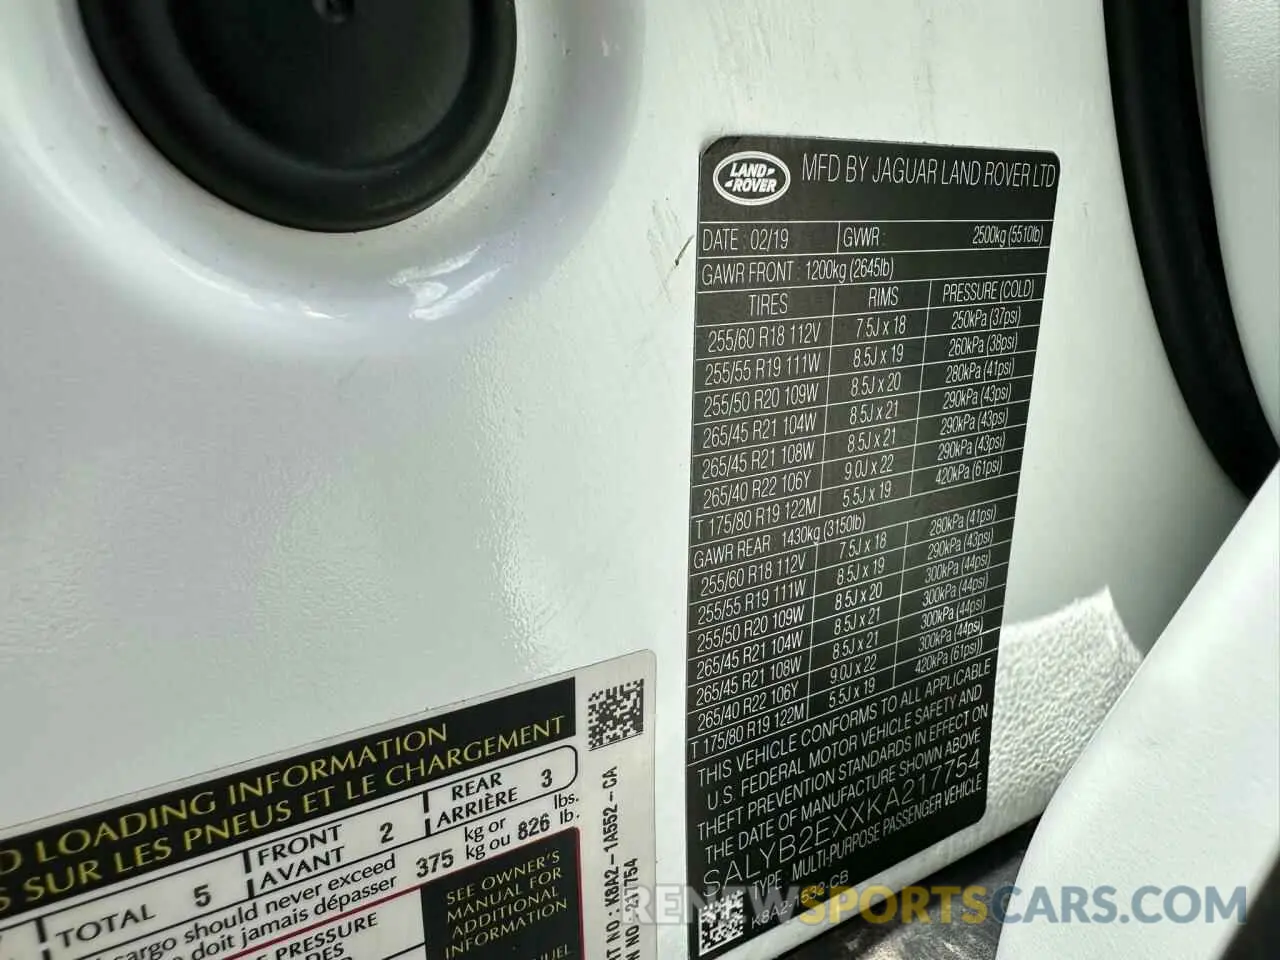 LAND-
-ROVER
MFD BY JAGUAR LAND ROVER LTD
DATE : 02/19 GVWR : 2500kg (5510lb)
GAWR FRONT : 1200kg (2645lb)
TIRES RIMS PRESSURE (COLD)
255/60 R18 112V 7.5J x 18 250kPa (37psi)
255/55 R19 111W 8.5J x 19 260kPa (38psi)
255/50 R20 109W 8.5J x 20 280kPa (41psi)
265/45 R21 104W 8.5J x 21 290kPa (43psi)
265/45 R21 108W 8.5J x 21 290kPa (43psi)
265/40 R22 106Y 9.0J x 22 290kPa (43psi)
T 175/80 R19 122M 5.5J x 19 420kPa (61psi)
GAWR REAR 1430kg (3150lb)
255/60 R18 112V 7.5J x 18 280kPa (41psi)
255/55 R19 111W 8.5J x 19 290kPa (43psi)
255/50 R20 109W 8.5J x 20 300kPa (44psi)
265/45 R21 104W 8.5J x 21 300kPa (44psi)
265/45 R21 108W 8.5J x 21 300kPa (44psi)
265/40 R22 106Y 9.0J x 22 300kPa (44psi)
T 175/80 R19 122M 5.5J x 19 420kPa (61psi))
THIS VEHICLE CONFORMS TO ALL APPLICABLE
U.S. FEDERAL MOTOR VEHICLE SAFETY AND
THEFT PREVENTION STANDARDS IN EFFECT ON
THE DATE OF MANUFACTURE SHOWN ABOVE
SALYB2EXXKA217754
TYPE : MULTI-PURPOSE PASSENGER VEHICLE
K8A2-1532-CB
D LOADING INFORMATION
S SUR LES PNEUS ET LE CHARGEMENT
TOTAL 5 FRONT AVANT 2 REAR ARRIÈRE 3
cargo should never exceed 375 kg or 826 lbs.
doit jamais dépasser kg ou lb.
PRESSURE
DES
SEE OWNER'S
MANUAL FOR
ADDITIONAL
INFORMATION
RT NO : K8A2-1A552-CA
N NO : 217754
RENTNEWSPORTSCARS.COM